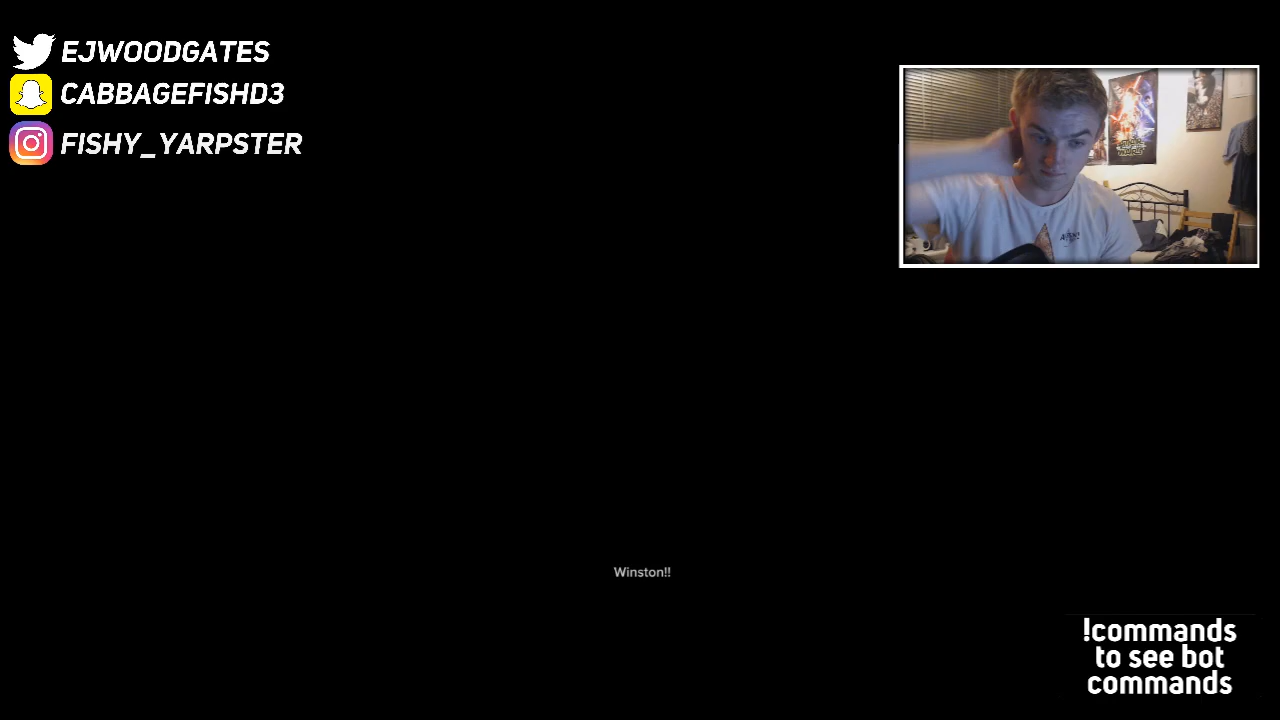 EJWOODGATES
CABBAGEFISHD3
FISHY_YARPSTER
Winston!!
!commands
to see bot
commands